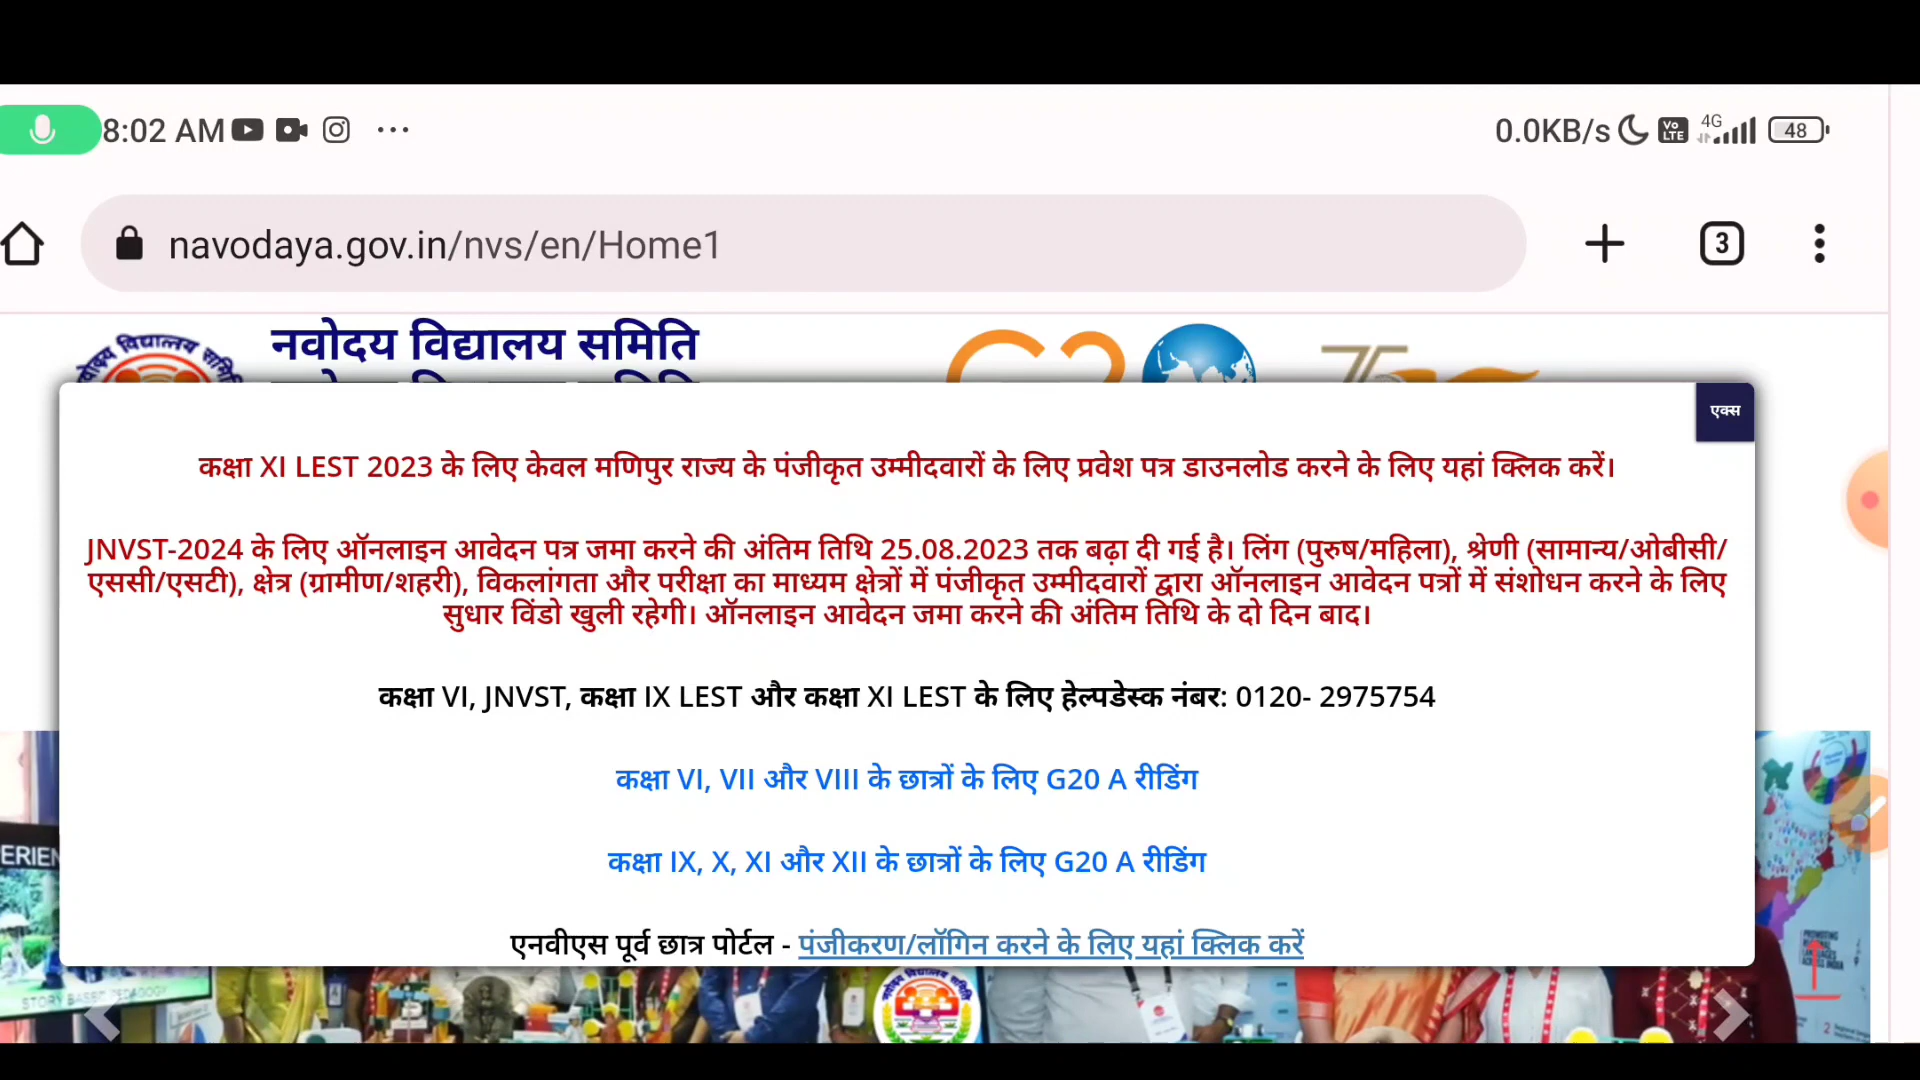 8:02 AM
0.0KB/s
Vo LTE
4G
48
navodaya.gov.in/nvs/en/Home1
3
नवोदय विद्यालय समिति
एक्स
कक्षा XI LEST 2023 के लिए केवल मणिपुर राज्य के पंजीकृत उम्मीदवारों के लिए प्रवेश पत्र डाउनलोड करने के लिए यहां क्लिक करें।
JNVST-2024 के लिए ऑनलाइन आवेदन पत्र जमा करने की अंतिम तिथि 25.08.2023 तक बढ़ा दी गई है। लिंग (पुरुष/महिला), श्रेणी (सामान्य/ओबीसी/
एससी/एसटी), क्षेत्र (ग्रामीण/शहरी), विकलांगता और परीक्षा का माध्यम क्षेत्रों में पंजीकृत उम्मीदवारों द्वारा ऑनलाइन आवेदन पत्रों में संशोधन करने के लिए
सुधार विंडो खुली रहेगी। ऑनलाइन आवेदन जमा करने की अंतिम तिथि के दो दिन बाद।
कक्षा VI, JNVST, कक्षा IX LEST और कक्षा XI LEST के लिए हेल्पडेस्क नंबर: 0120- 2975754
कक्षा VI, VII और VIII के छात्रों के लिए G20 A रीडिंग
कक्षा IX, X, XI और XII के छात्रों के लिए G20 A रीडिंग
एनवीएस पूर्व छात्र पोर्टल - पंजीकरण/लॉगिन करने के लिए यहां क्लिक करें
STORY BASED PEDAGOGY